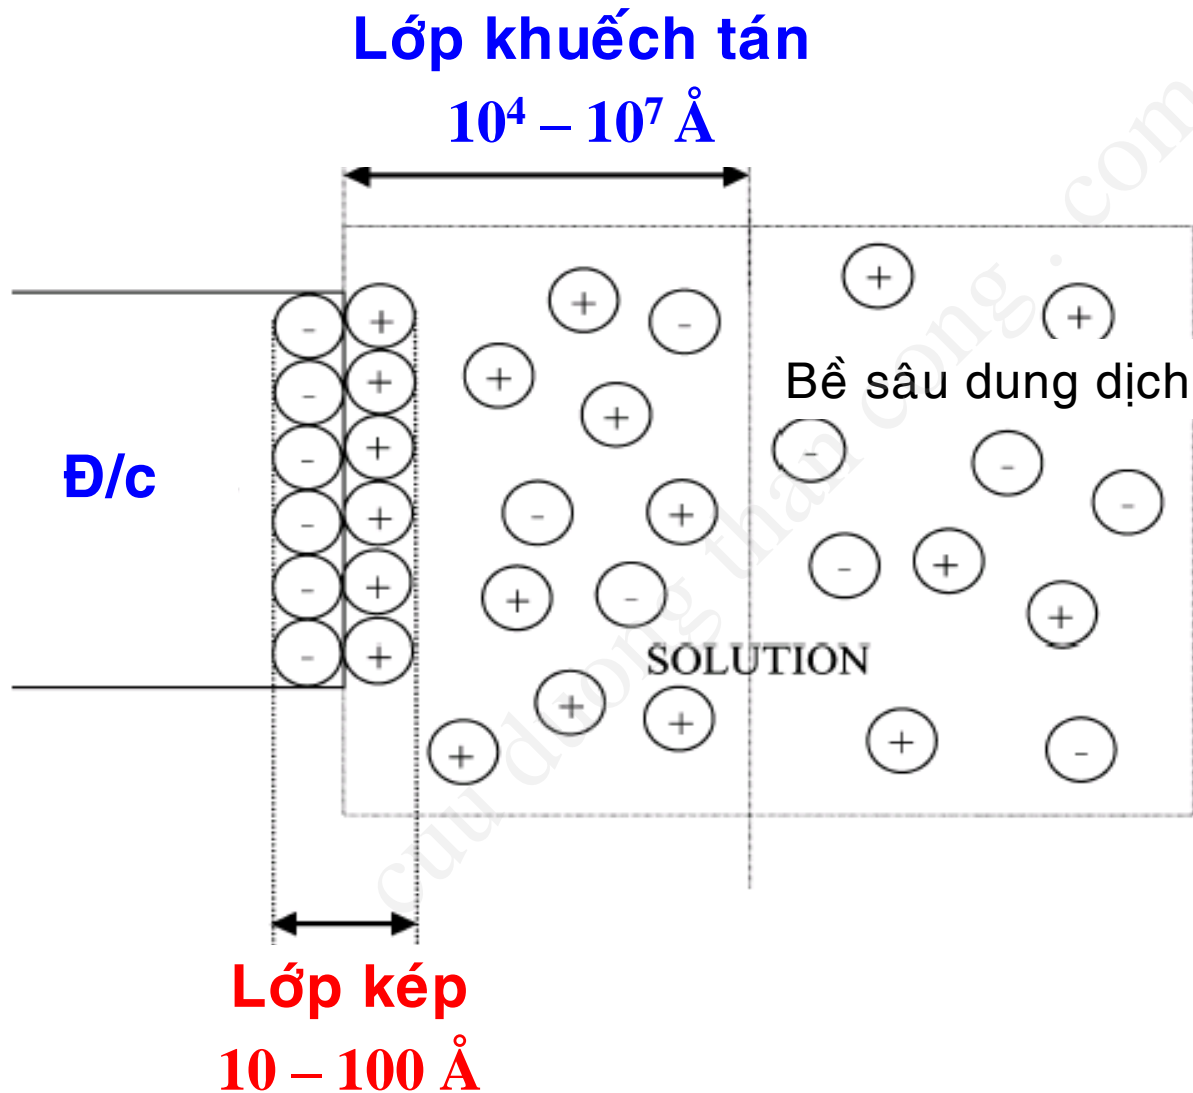 Lớp khuếch tán
10⁴ – 10⁷ Å
Bề sâu dung dịch
Đ/c
SOLUTION
Lớp kép
10 – 100 Å
cuu duong than cong . com